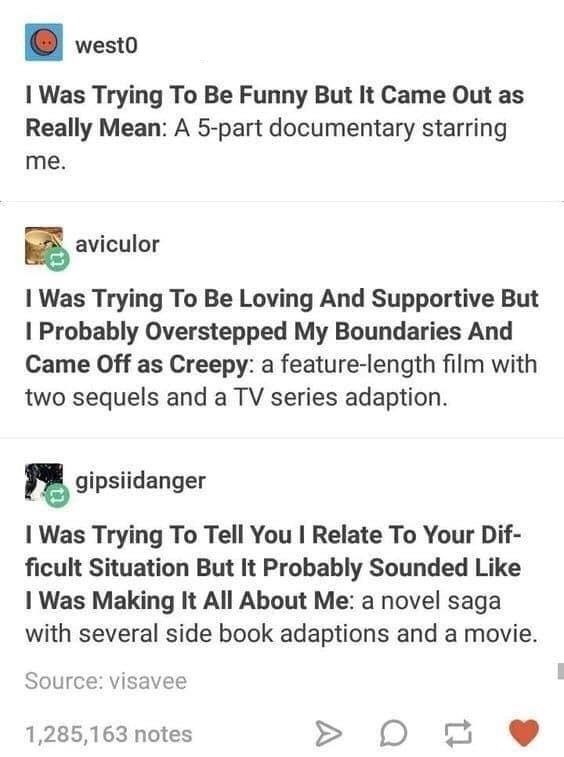 west0
I Was Trying To Be Funny But It Came Out as
Really Mean: A 5-part documentary starring
me.
aviculor
I Was Trying To Be Loving And Supportive But
I Probably Overstepped My Boundaries And
Came Off as Creepy: a feature-length film with
two sequels and a TV series adaption.
gipsiidanger
I Was Trying To Tell You I Relate To Your Dif-
ficult Situation But It Probably Sounded Like
I Was Making It All About Me: a novel saga
with several side book adaptions and a movie.
Source: visavee
1,285,163 notes